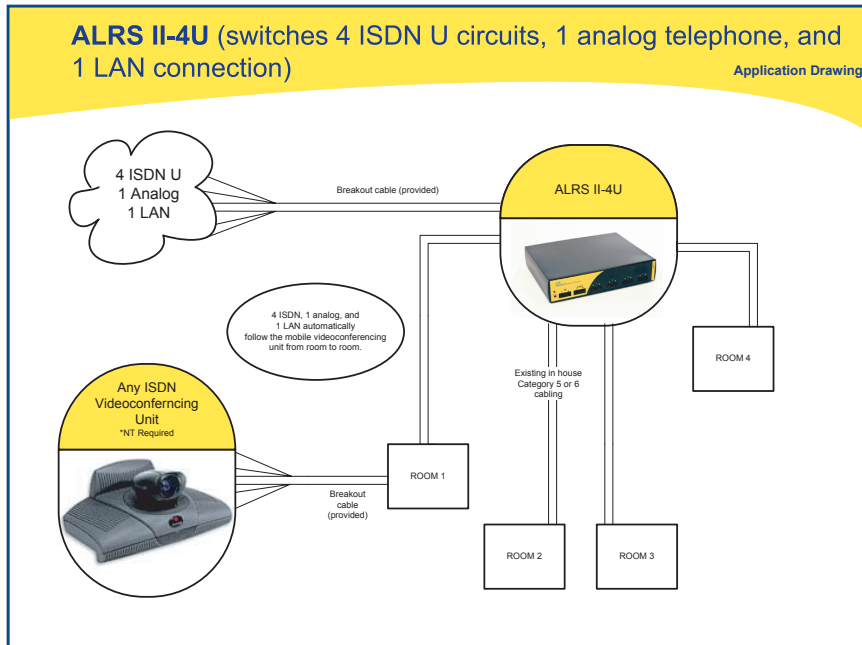 ALRS II-4U (switches 4 ISDN U circuits, 1 analog telephone, and
1 LAN connection)
Application Drawing
4 ISDN U
1 Analog
1 LAN
Breakout cable (provided)
ALRS II-4U
4 ISDN, 1 analog, and
1 LAN automatically
follow the mobile videoconferencing
unit from room to room.
ROOM 4
Existing in house
Category 5 or 6
cabling
Any ISDN
Videoconferncing
Unit
*NT Required
ROOM 1
Breakout
cable
(provided)
ROOM 2
ROOM 3